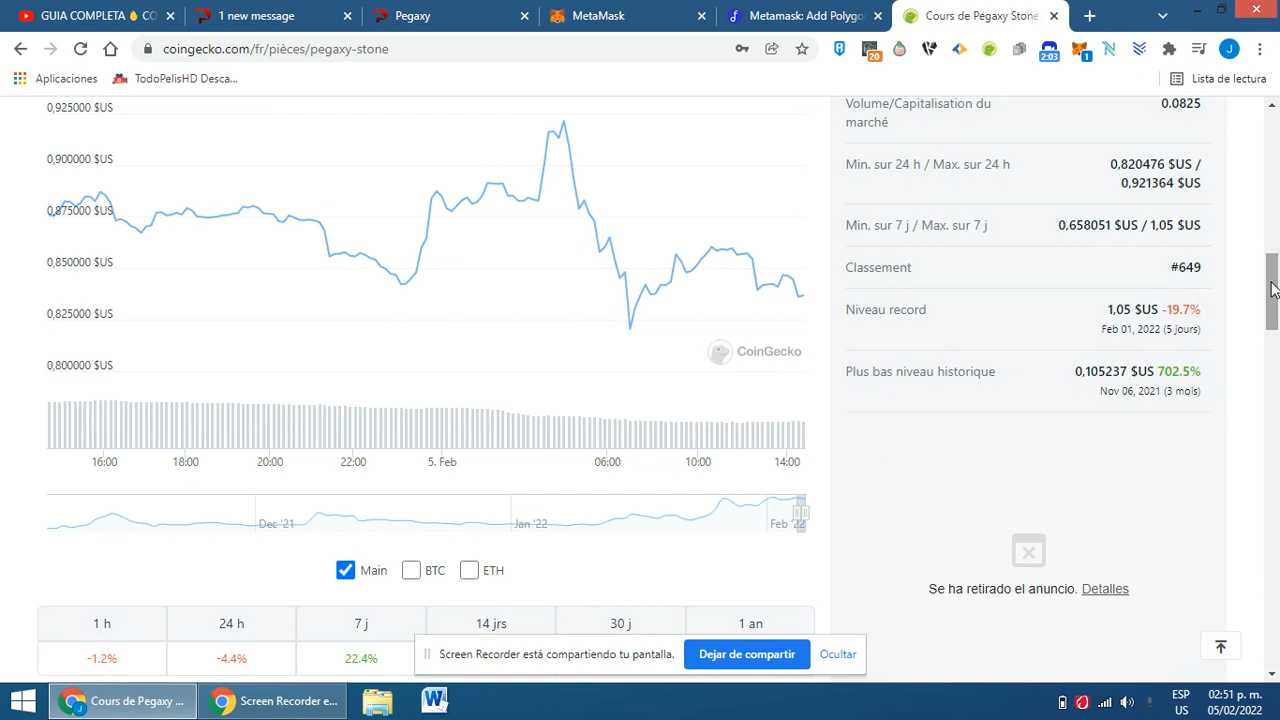 GUIA COMPLETA 🔥 CO
1 new message
Pegaxy
MetaMask
Metamask: Add Polygo
Cours de Pegaxy Stone,
coingecko.com/fr/pièces/pegaxy-stone
20
2:03
1
J
Aplicaciones
TodoPelisHD Desca...
Lista de lectura
0,925000 $US
0,900000 $US
0,875000 $US
0,850000 $US
0,825000 $US
0,800000 $US
CoinGecko
16:00
18:00
20:00
22:00
5. Feb
06:00
10:00
14:00
Dec '21
Jan '22
Feb '22
Main
BTC
ETH
1 h
24 h
7 j
14 jrs
30 j
1 an
-1.2%
-4.4%
22.4%
Volume/Capitalisation du
marché
0.0825
Min. sur 24 h / Max. sur 24 h
0,820476 $US /
0,921364 $US
Min. sur 7 j / Max. sur 7 j
0,658051 $US / 1,05 $US
Classement
#649
Niveau record
1,05 $US -19.7%
Feb 01, 2022 (5 jours)
Plus bas niveau historique
0,105237 $US 702.5%
Nov 06, 2021 (3 mois)
Se ha retirado el anuncio. Detalles
Screen Recorder está compartiendo tu pantalla.
Dejar de compartir
Ocultar
Cours de Pegaxy ...
Screen Recorder e...
W
ESP
US
02:51 p. m.
05/02/2022